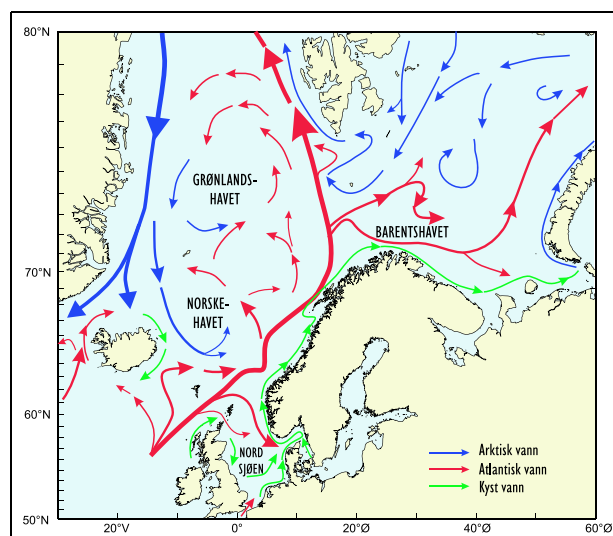 80°N
GRØNLANDS-
HAVET
BARENTSHAVET
70°N
NORSKE-
HAVET
60°N
NORD
SJØEN
Arktisk vann
Atlantisk vann
Kyst vann
50°N
20°V
0°
20°Ø
40°Ø
60°Ø